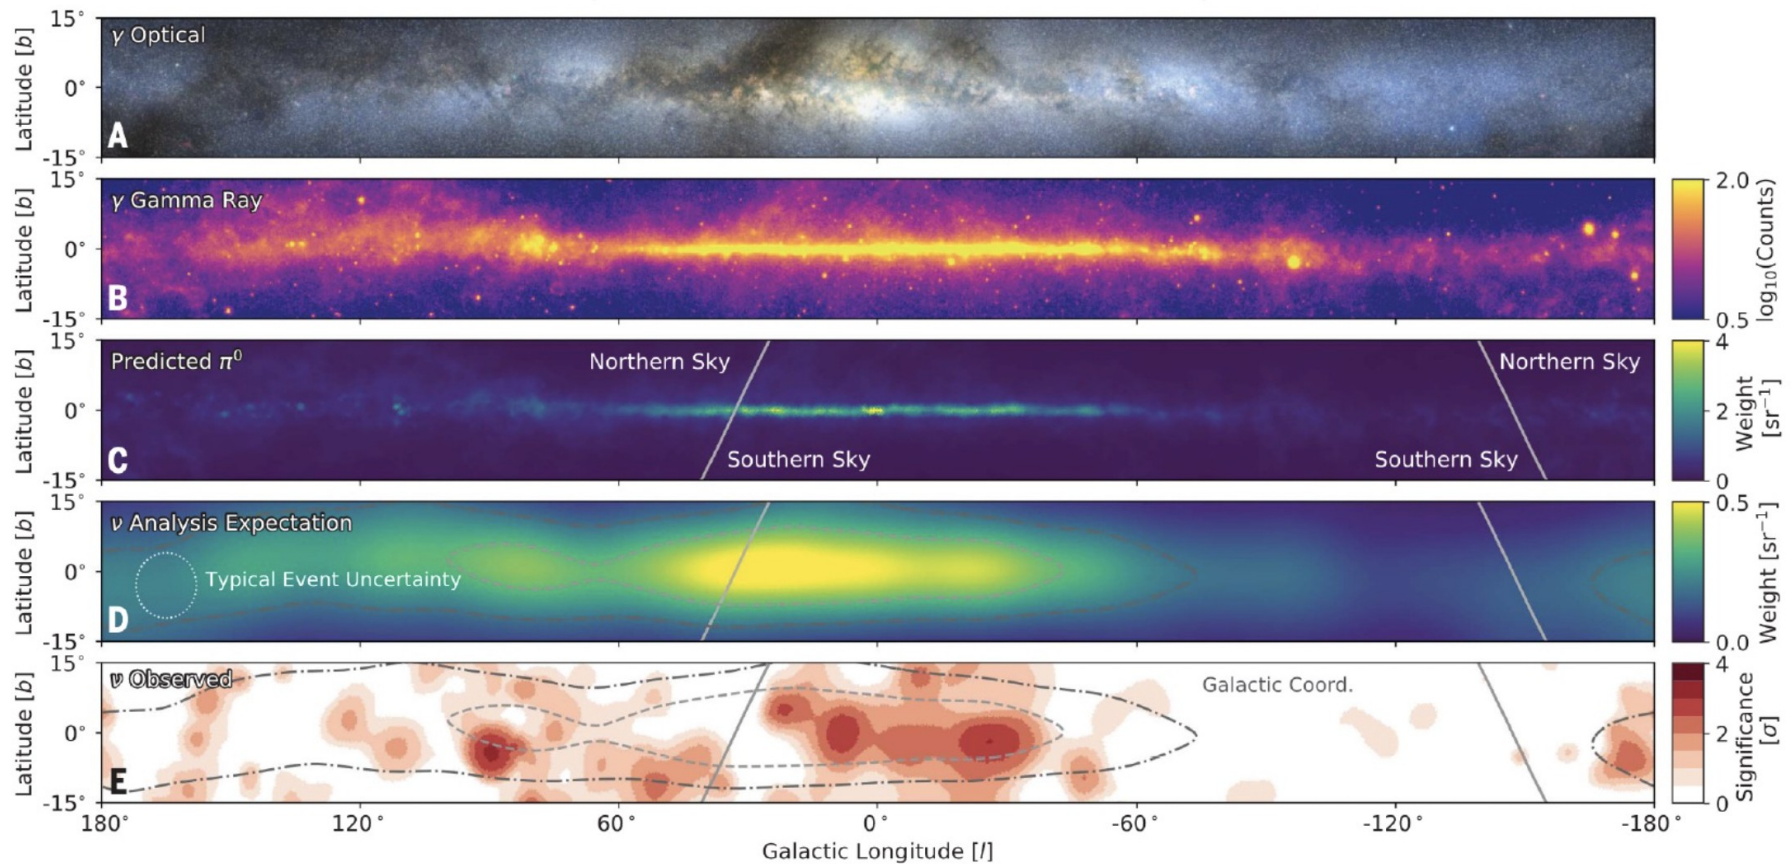 15°
Latitude [b]
0°
-15°
γ Optical
A
15°
Latitude [b]
0°
-15°
γ Gamma Ray
B
2.0
log₁₀(Counts)
0.5
15°
Latitude [b]
0°
-15°
Predicted π⁰
Northern Sky
Northern Sky
C
Southern Sky
Southern Sky
4
2
0
Weight
[sr⁻¹]
15°
Latitude [b]
0°
-15°
ν Analysis Expectation
Typical Event Uncertainty
D
0.5
0.0
Weight [sr⁻¹]
15°
Latitude [b]
0°
-15°
ν Observed
Galactic Coord.
E
4
2
0
Significance
[σ]
180° 120° 60° 0° -60° -120° -180°
Galactic Longitude [l]